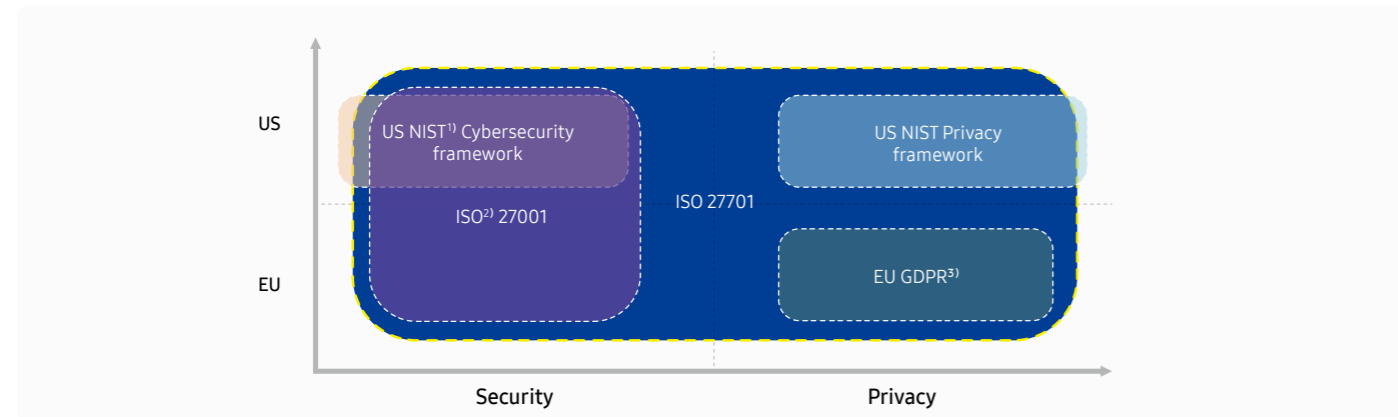 US
US NIST¹⁾ Cybersecurity
framework
US NIST Privacy
framework
ISO 27701
ISO²⁾ 27001
EU
EU GDPR³⁾
Security
Privacy